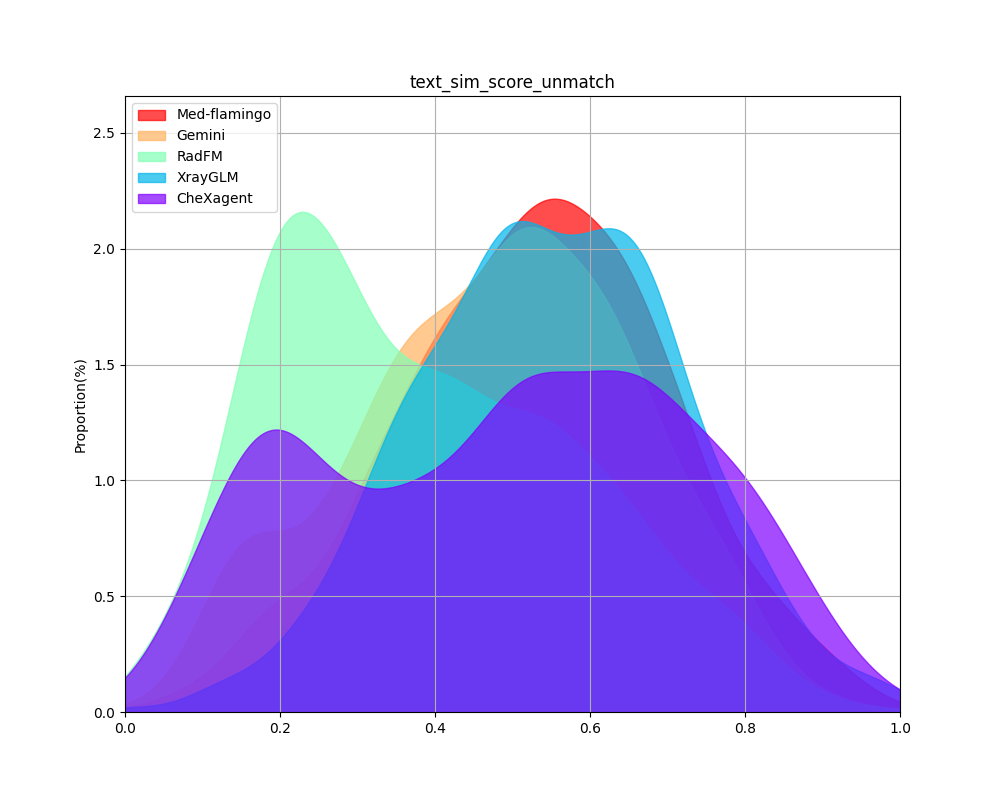 text_sim_score_unmatch
Med-flamingo
Gemini
RadFM
XrayGLM
CheXagent
Proportion(%)
2.5
2.0
1.5
1.0
0.5
0.0
0.0 0.2 0.4 0.6 0.8 1.0